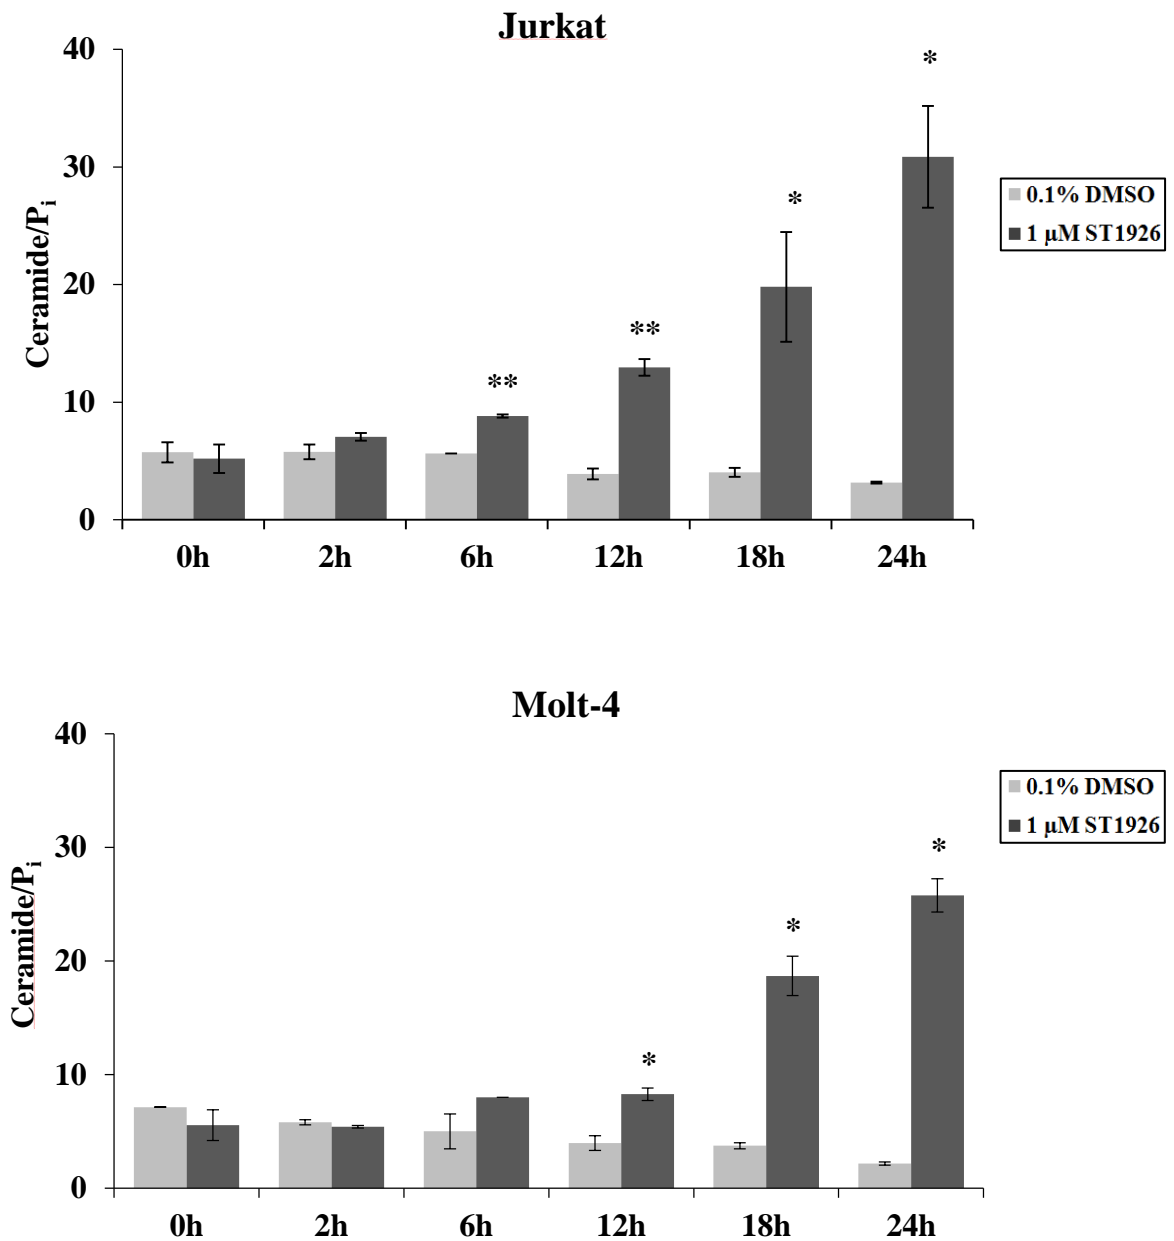 Jurkat
40
30
20
10
0
Ceramide/Pi
*
*
**
**
0h 2h 6h 12h 18h 24h
0.1% DMSO
1 μM ST1926
Molt-4
40
30
20
10
0
Ceramide/Pi
*
*
*
0h 2h 6h 12h 18h 24h
0.1% DMSO
1 μM ST1926